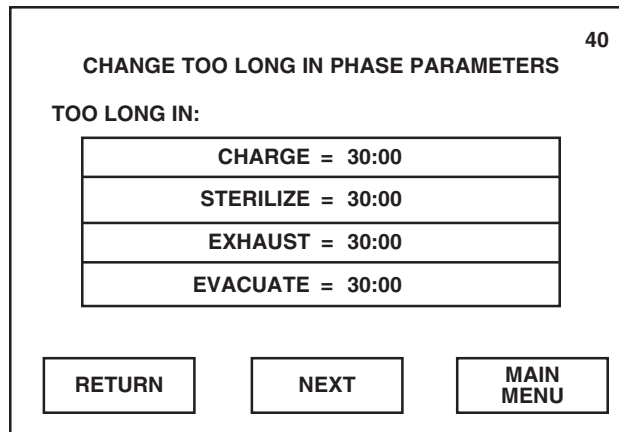 40
CHANGE TOO LONG IN PHASE PARAMETERS
TOO LONG IN:
CHARGE = 30:00
STERILIZE = 30:00
EXHAUST = 30:00
EVACUATE = 30:00
RETURN
NEXT
MAIN
MENU